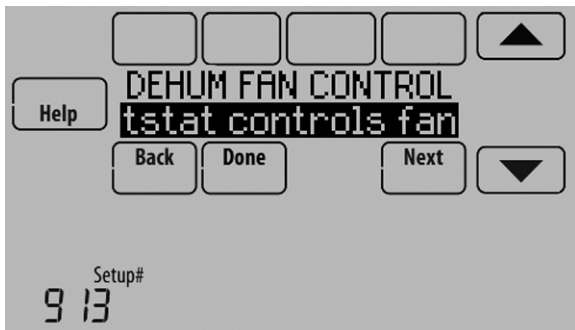 DEHUM FAN CONTROL
Help
tstat controls fan
Back Done Next
Setup#
913